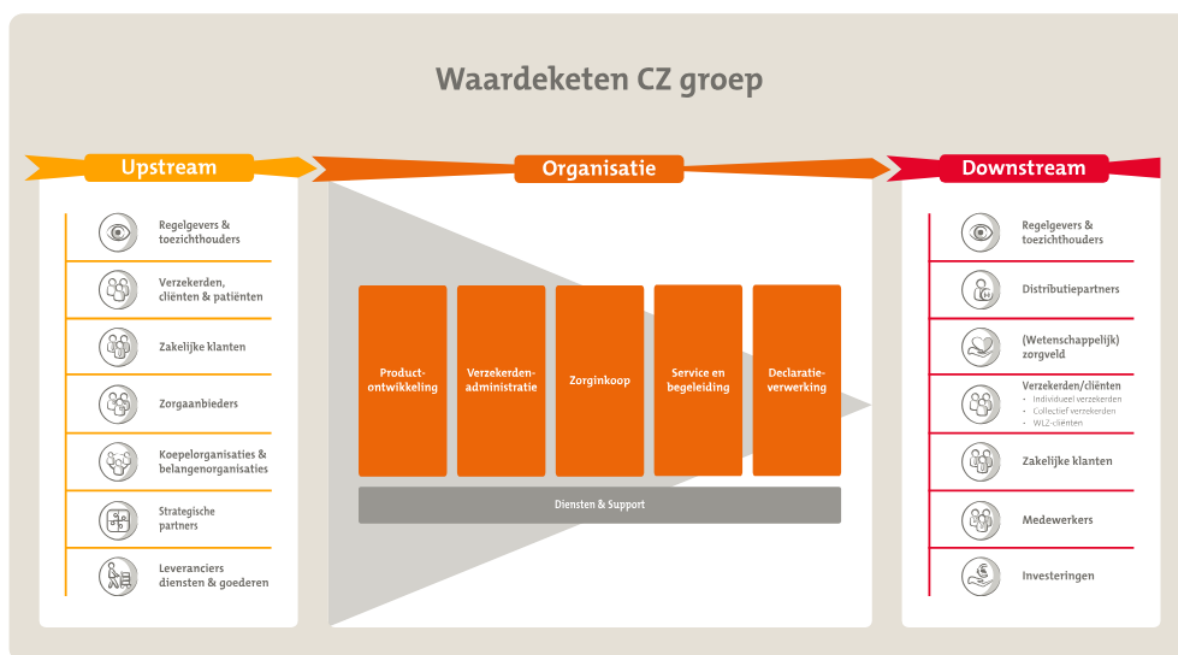 Waardeketen CZ groep
Upstream
Regelgevers &
toezichthouders
Verzekerden,
cliënten & patiënten
Zakelijke klanten
Zorgaanbieders
Koepelorganisaties &
belangenorganisaties
Strategische
partners
Leveranciers
diensten & goederen
Organisatie
Product-
ontwikkeling
Verzekerden-
administratie
Zorginkoop
Service en
begeleiding
Declaratie-
verwerking
Diensten & Support
Downstream
Regelgevers &
toezichthouders
Distributiepartners
(Wetenschappelijk)
zorgveld
Verzekerden/cliënten
• Individueel verzekerden
• Collectief verzekerden
• WLZ-cliënten
Zakelijke klanten
Medewerkers
Investeringen